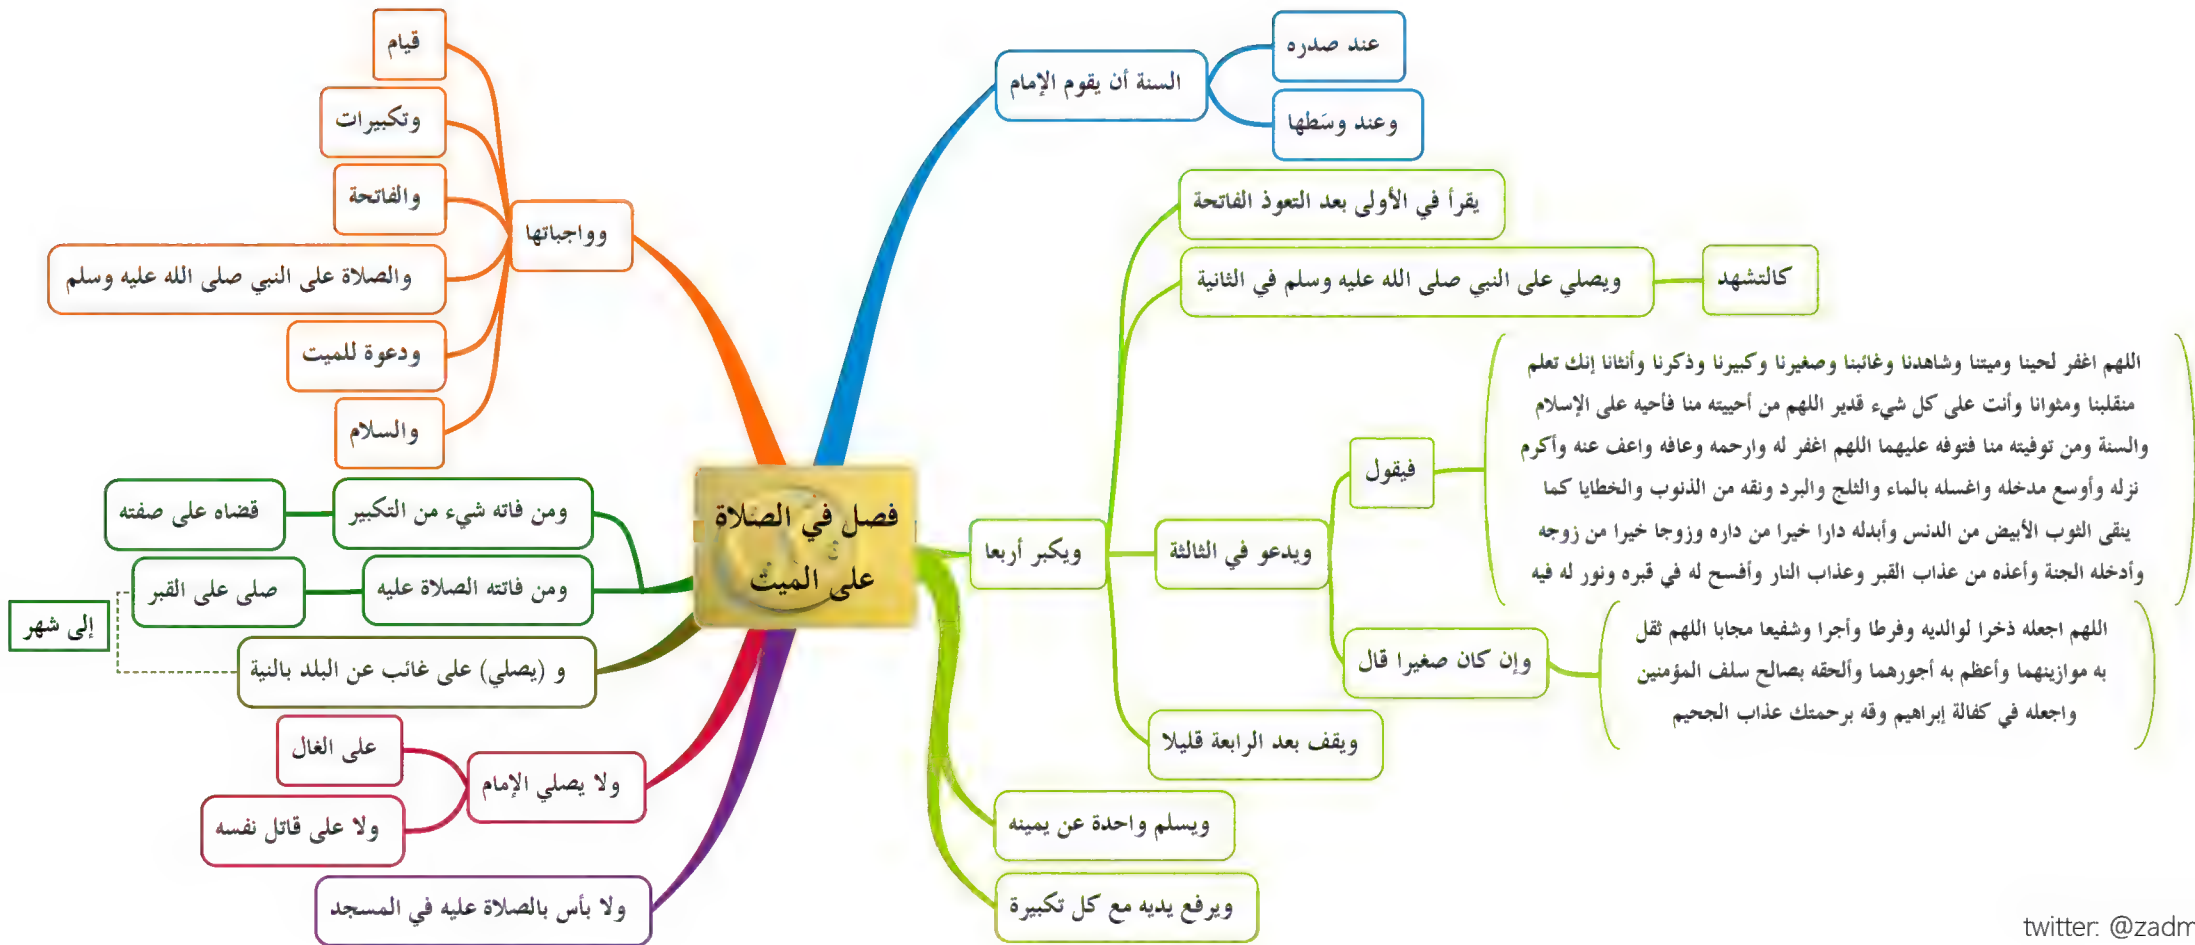 فصل في الصلاة
على الميت
السنة أن يقوم الإمام
عند صدره
وعند وسَطها
ويكبر أربعا
يقرأ في الأولى بعد التعوذ الفاتحة
ويصلي على النبي صلى الله عليه وسلم في الثانية
كالتشهد
ويدعو في الثالثة
فيقول
اللهم اغفر لحينا وميتنا وشاهدنا وغائبنا وصغيرنا وكبيرنا وذكرنا وأنثانا إنك تعلم
منقلبنا ومثوانا وأنت على كل شيء قدير اللهم من أحييته منا فأحيه على الإسلام
والسنة ومن توفيته منا فتوفه عليهما اللهم اغفر له وارحمه وعافه واعف عنه وأكرم
نزله وأوسع مدخله واغسله بالماء والثلج والبرد ونقه من الذنوب والخطايا كما
ينقى الثوب الأبيض من الدنس وأبدله دارا خيرا من داره وزوجا خيرا من زوجه
وأدخله الجنة وأعذه من عذاب القبر وعذاب النار وأفسح له في قبره ونور له فيه
وإن كان صغيرا قال
اللهم اجعله ذخرا لوالديه وفرطا وأجرا وشفيعا مجابا اللهم ثقل
به موازينهما وأعظم به أجورهما وألحقه بصالح سلف المؤمنين
واجعله في كفالة إبراهيم وقه برحمتك عذاب الجحيم
ويقف بعد الرابعة قليلا
ويسلم واحدة عن يمينه
ويرفع يديه مع كل تكبيرة
وواجباتها
قيام
وتكبيرات
والفاتحة
والصلاة على النبي صلى الله عليه وسلم
ودعوة للميت
والسلام
ومن فاته شيء من التكبير
قضاه على صفته
ومن فاتته الصلاة عليه
صلى على القبر
إلى شهر
و (يصلي) على غائب عن البلد بالنية
ولا يصلي الإمام
على الغال
ولا على قاتل نفسه
ولا بأس بالصلاة عليه في المسجد
twitter: @zadm